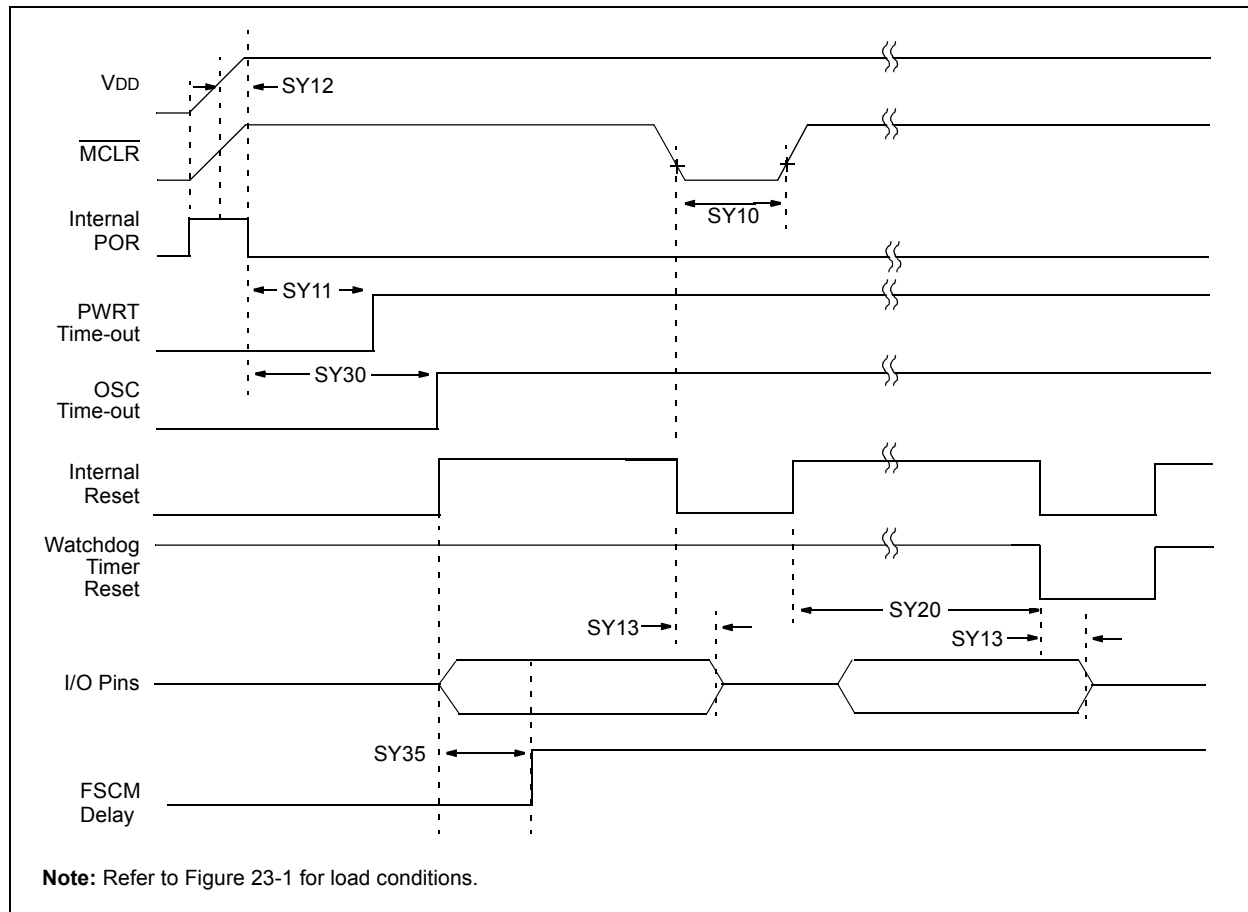 VDD
SY12
MCLR
SY10
Internal
POR
SY11
PWRT
Time-out
SY30
OSC
Time-out
Internal
Reset
Watchdog
Timer
Reset
SY20
SY13
SY13
I/O Pins
SY35
FSCM
Delay
Note: Refer to Figure 23-1 for load conditions.